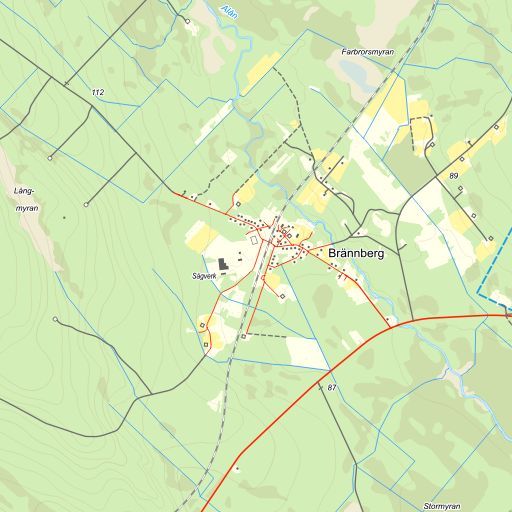 Alån
Farbrorsmyran
112
89
Lång-
myran
Brännberg
Sågverk
87
Stormyran